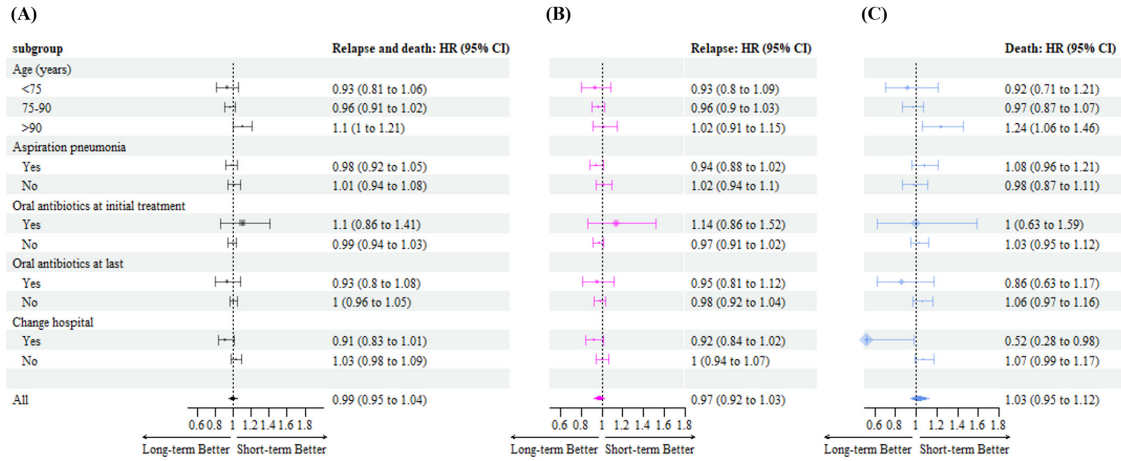 (A) (B) (C)
subgroup Relapse and death: HR (95% CI) Relapse: HR (95% CI) Death: HR (95% CI)
Age (years)
<75 0.93 (0.81 to 1.06) 0.93 (0.8 to 1.09) 0.92 (0.71 to 1.21)
75-90 0.96 (0.91 to 1.02) 0.96 (0.9 to 1.03) 0.97 (0.87 to 1.07)
>90 1.1 (1 to 1.21) 1.02 (0.91 to 1.15) 1.24 (1.06 to 1.46)
Aspiration pneumonia
Yes 0.98 (0.92 to 1.05) 0.94 (0.88 to 1.02) 1.08 (0.96 to 1.21)
No 1.01 (0.94 to 1.08) 1.02 (0.94 to 1.1) 0.98 (0.87 to 1.11)
Oral antibiotics at initial treatment
Yes 1.1 (0.86 to 1.41) 1.14 (0.86 to 1.52) 1 (0.63 to 1.59)
No 0.99 (0.94 to 1.03) 0.97 (0.91 to 1.02) 1.03 (0.95 to 1.12)
Oral antibiotics at last
Yes 0.93 (0.8 to 1.08) 0.95 (0.81 to 1.12) 0.86 (0.63 to 1.17)
No 1 (0.96 to 1.05) 0.98 (0.92 to 1.04) 1.06 (0.97 to 1.16)
Change hospital
Yes 0.91 (0.83 to 1.01) 0.92 (0.84 to 1.02) 0.52 (0.28 to 0.98)
No 1.03 (0.98 to 1.09) 1 (0.94 to 1.07) 1.07 (0.99 to 1.17)
All 0.99 (0.95 to 1.04) 0.97 (0.92 to 1.03) 1.03 (0.95 to 1.12)
0.6 0.8 1 1.2 1.4 1.6 1.8 0.6 0.8 1 1.2 1.4 1.6 1.8 0.6 0.8 1 1.2 1.4 1.6 1.8
Long-term Better Short-term Better Long-term Better Short-term Better Long-term Better Short-term Better